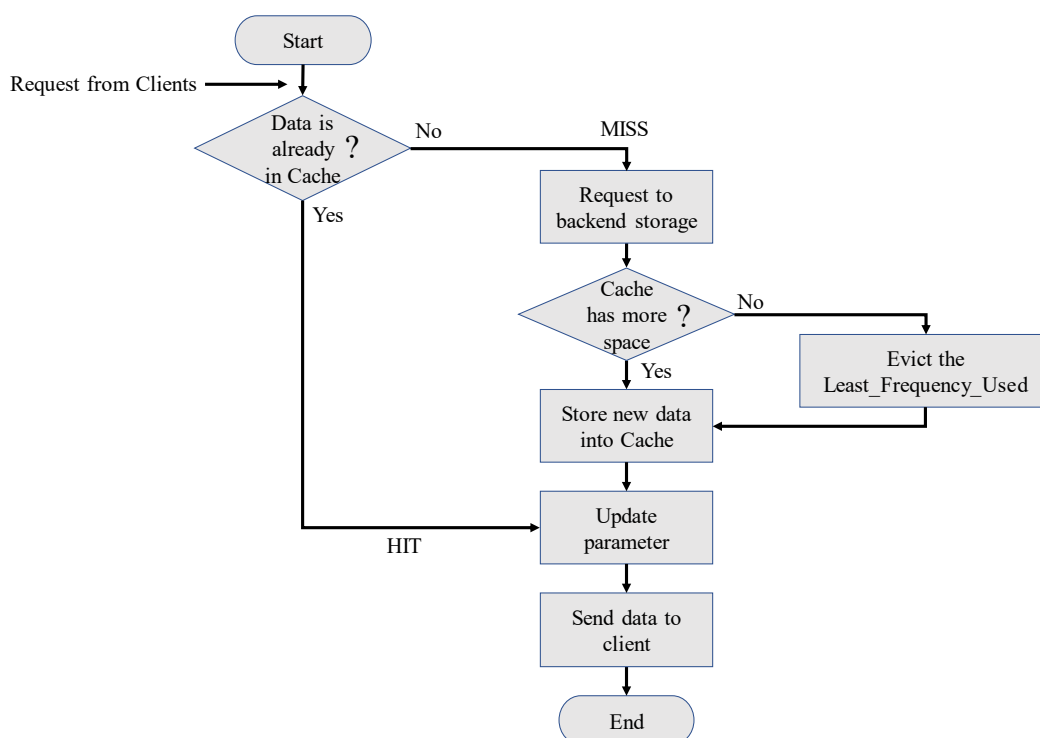 Start
Request from Clients
Data is
already ?
in Cache
No
MISS
Yes
Request to
backend storage
Cache
has more ?
space
No
Yes
Evict the
Least_Frequency_Used
Store new data
into Cache
Update
parameter
HIT
Send data to
client
End